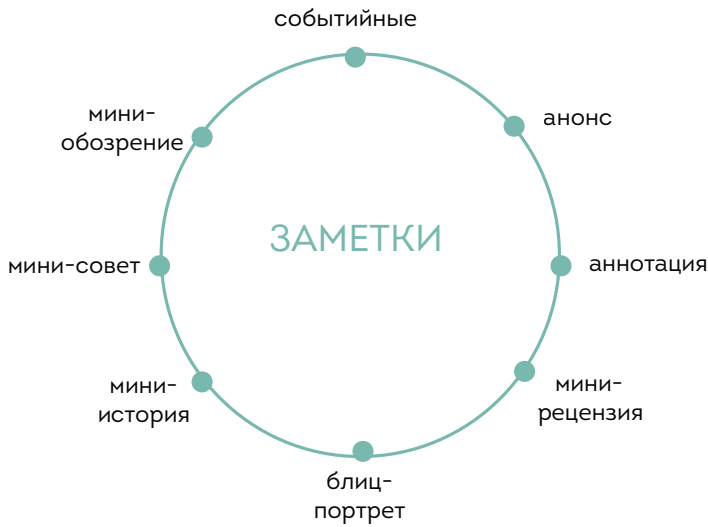 событийные
анонс
аннотация
мини-
рецензия
блиц-
портрет
мини-
история
мини-совет
мини-
обозрение
ЗАМЕТКИ